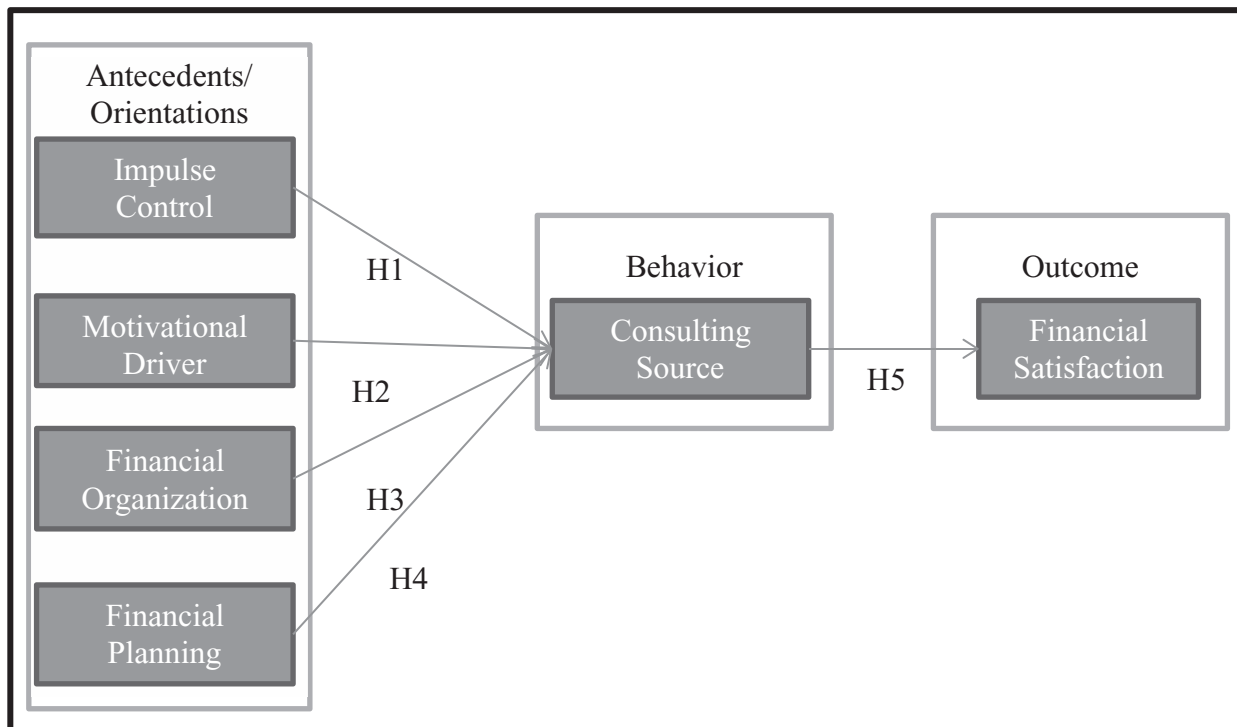 Antecedents/
Orientations
Impulse
Control
H1
Motivational
Driver
H2
Financial
Organization
H3
H4
Financial
Planning
Behavior
Consulting
Source
H5
Outcome
Financial
Satisfaction